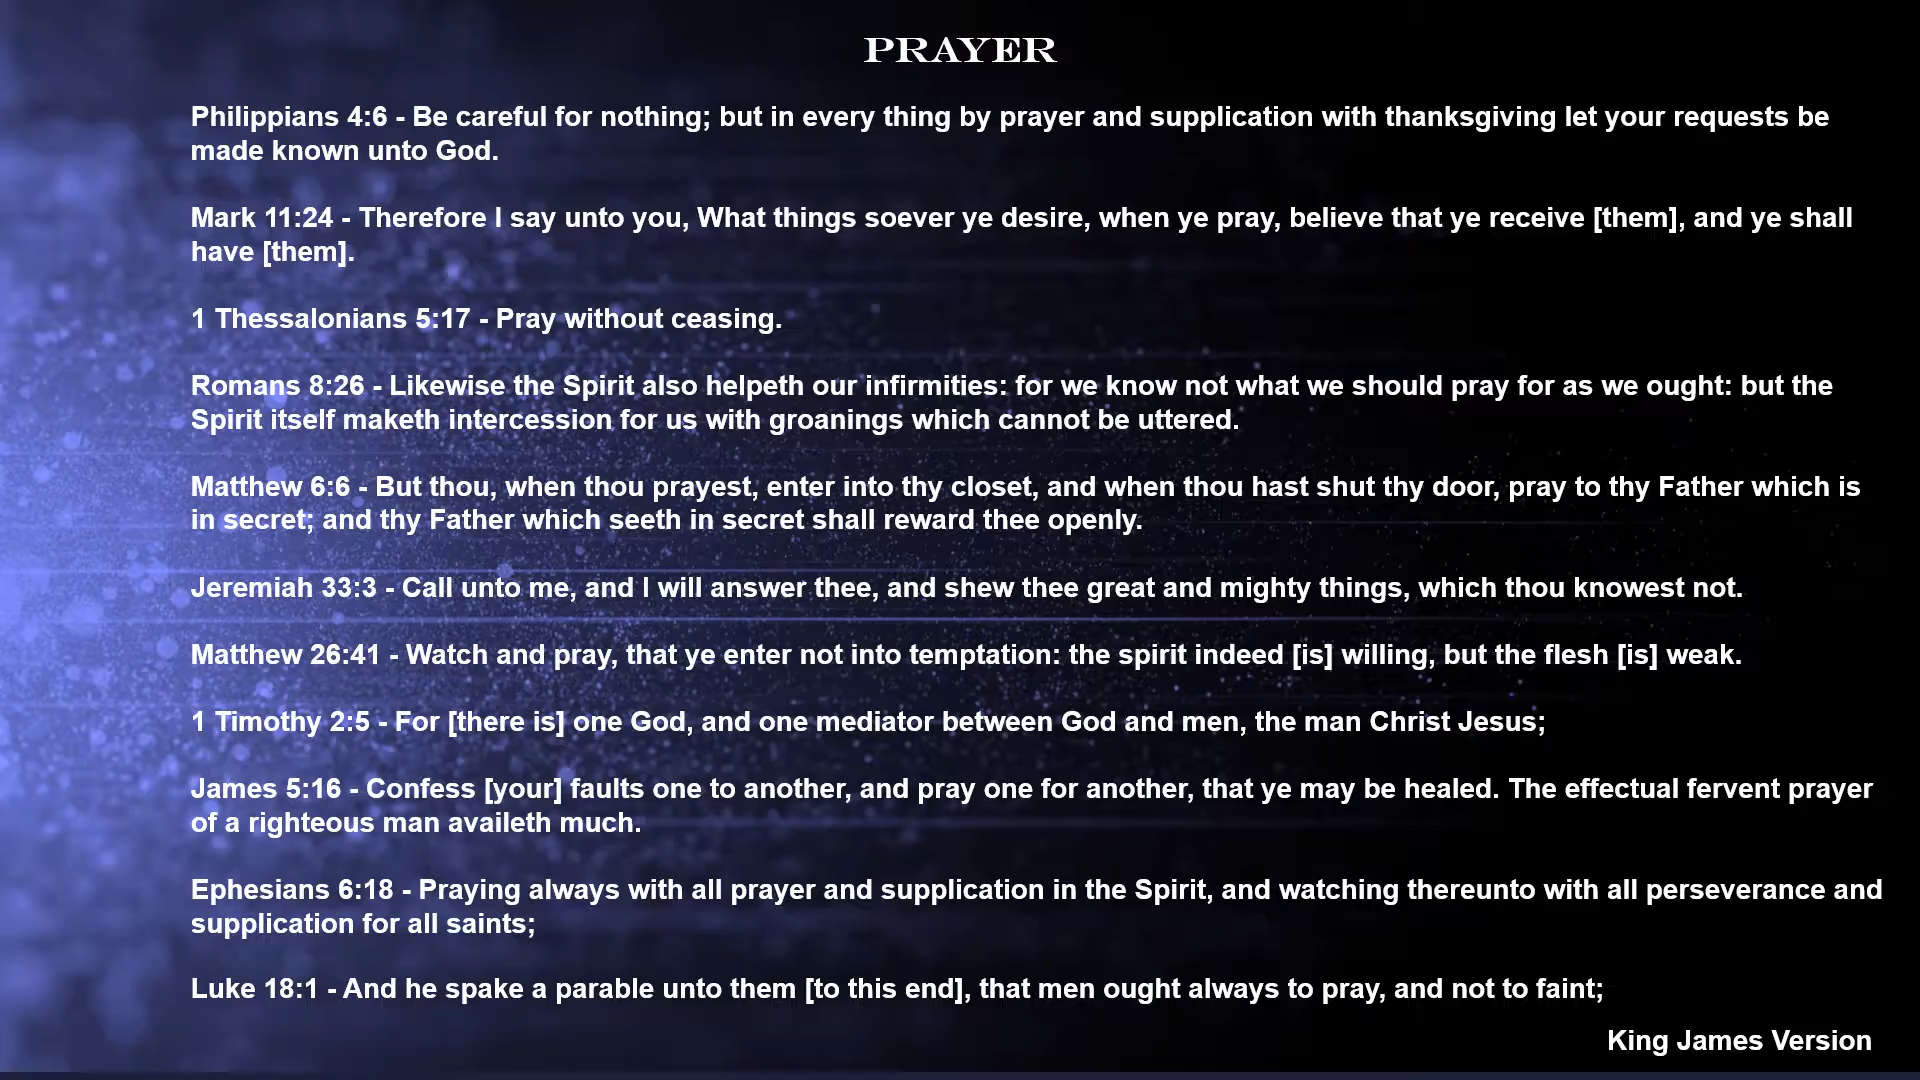 PRAYER
Philippians 4:6 - Be careful for nothing; but in every thing by prayer and supplication with thanksgiving let your requests be
made known unto God.
Mark 11:24 - Therefore I say unto you, What things soever ye desire, when ye pray, believe that ye receive [them], and ye shall
have [them].
1 Thessalonians 5:17 - Pray without ceasing.
Romans 8:26 - Likewise the Spirit also helpeth our infirmities: for we know not what we should pray for as we ought: but the
Spirit itself maketh intercession for us with groanings which cannot be uttered.
Matthew 6:6 - But thou, when thou prayest, enter into thy closet, and when thou hast shut thy door, pray to thy Father which is
in secret; and thy Father which seeth in secret shall reward thee openly.
Jeremiah 33:3 - Call unto me, and I will answer thee, and shew thee great and mighty things, which thou knowest not.
Matthew 26:41 - Watch and pray, that ye enter not into temptation: the spirit indeed [is] willing, but the flesh [is] weak.
1 Timothy 2:5 - For [there is] one God, and one mediator between God and men, the man Christ Jesus;
James 5:16 - Confess [your] faults one to another, and pray one for another, that ye may be healed. The effectual fervent prayer
of a righteous man availeth much.
Ephesians 6:18 - Praying always with all prayer and supplication in the Spirit, and watching thereunto with all perseverance and
supplication for all saints;
Luke 18:1 - And he spake a parable unto them [to this end], that men ought always to pray, and not to faint;
King James Version